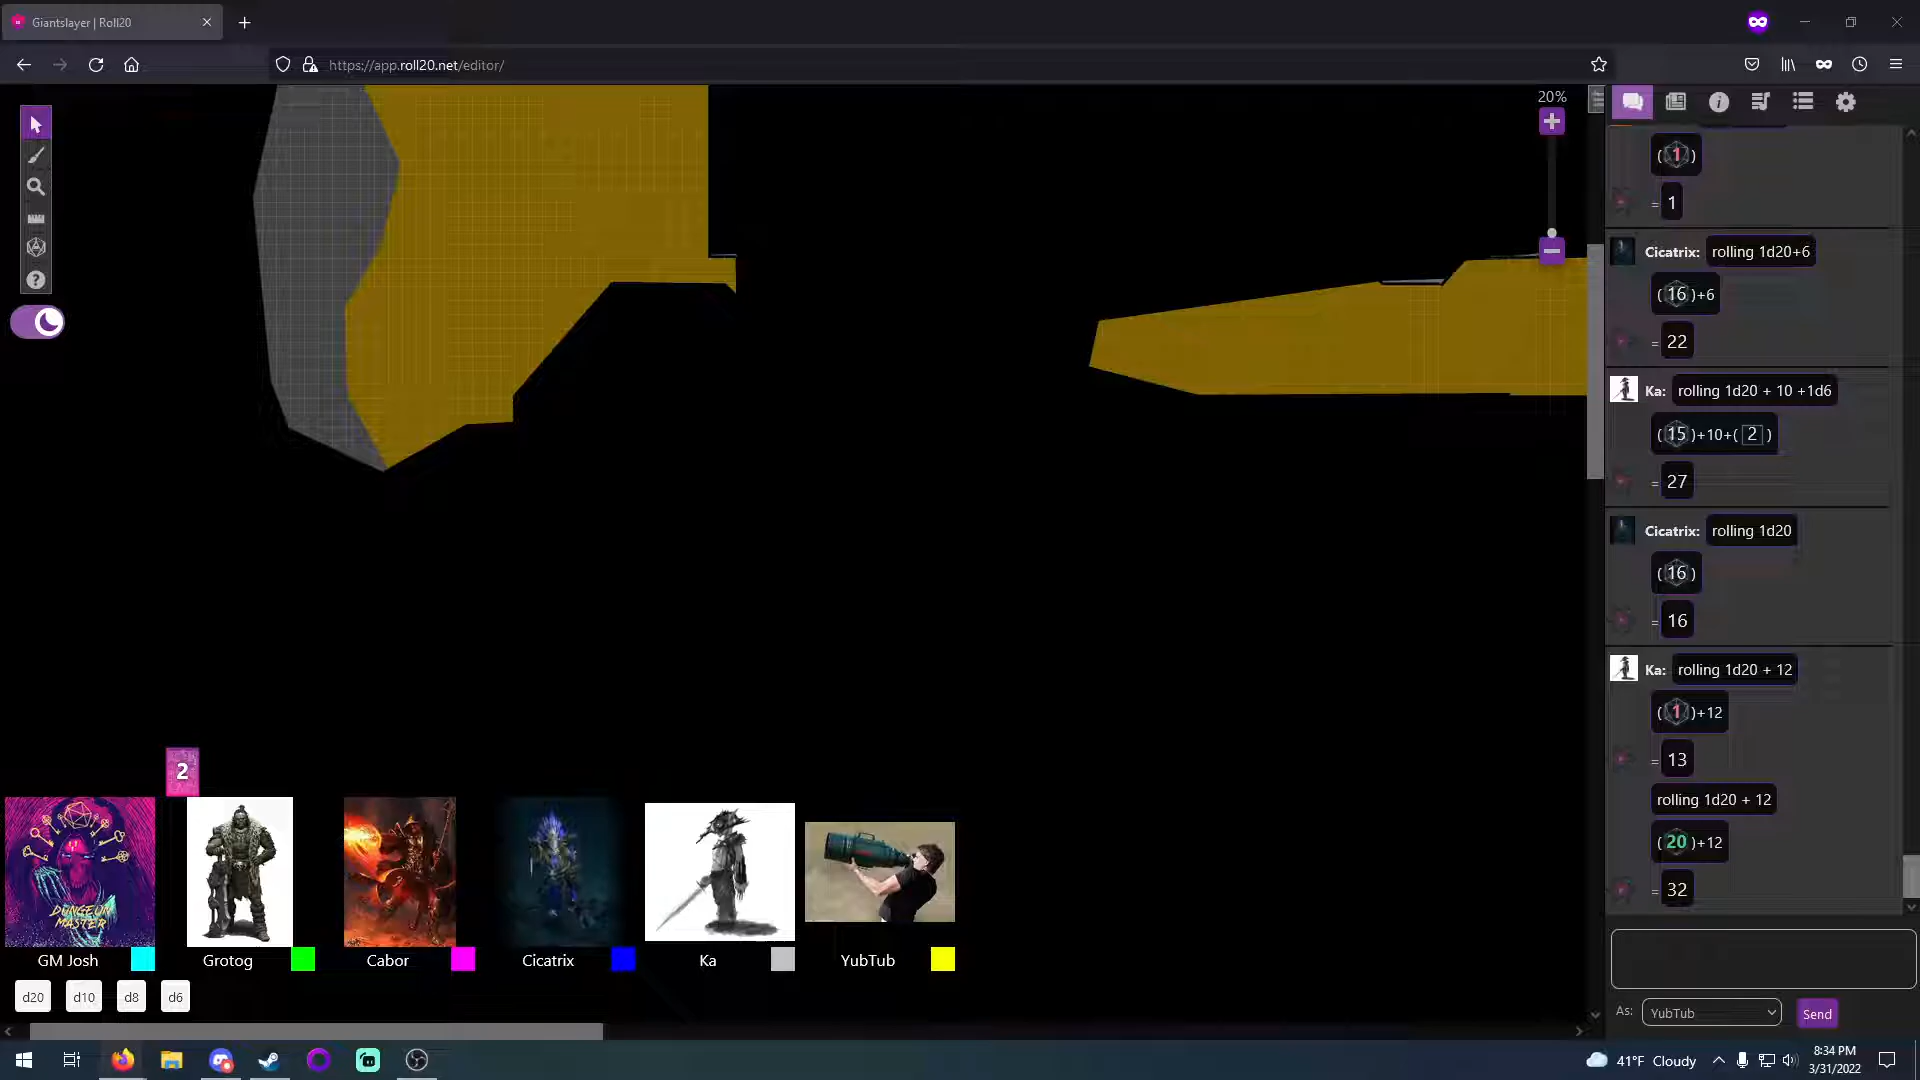 Giantslayer | Roll20
https://app.roll20.net/editor/
20%
(1)
= 1
Cicatrix: rolling 1d20+6
(16)+6
= 22
Ka: rolling 1d20 + 10 +1d6
(15)+10+(2)
= 27
Cicatrix: rolling 1d20
(16)
= 16
Ka: rolling 1d20 + 12
(1)+12
= 13
rolling 1d20 + 12
(20)+12
= 32
2
DUNGEON
MASTER
GM Josh
Grotog
Cabor
Cicatrix
Ka
YubTub
d20
d10
d8
d6
As: YubTub
Send
41°F Cloudy
8:34 PM
3/31/2022